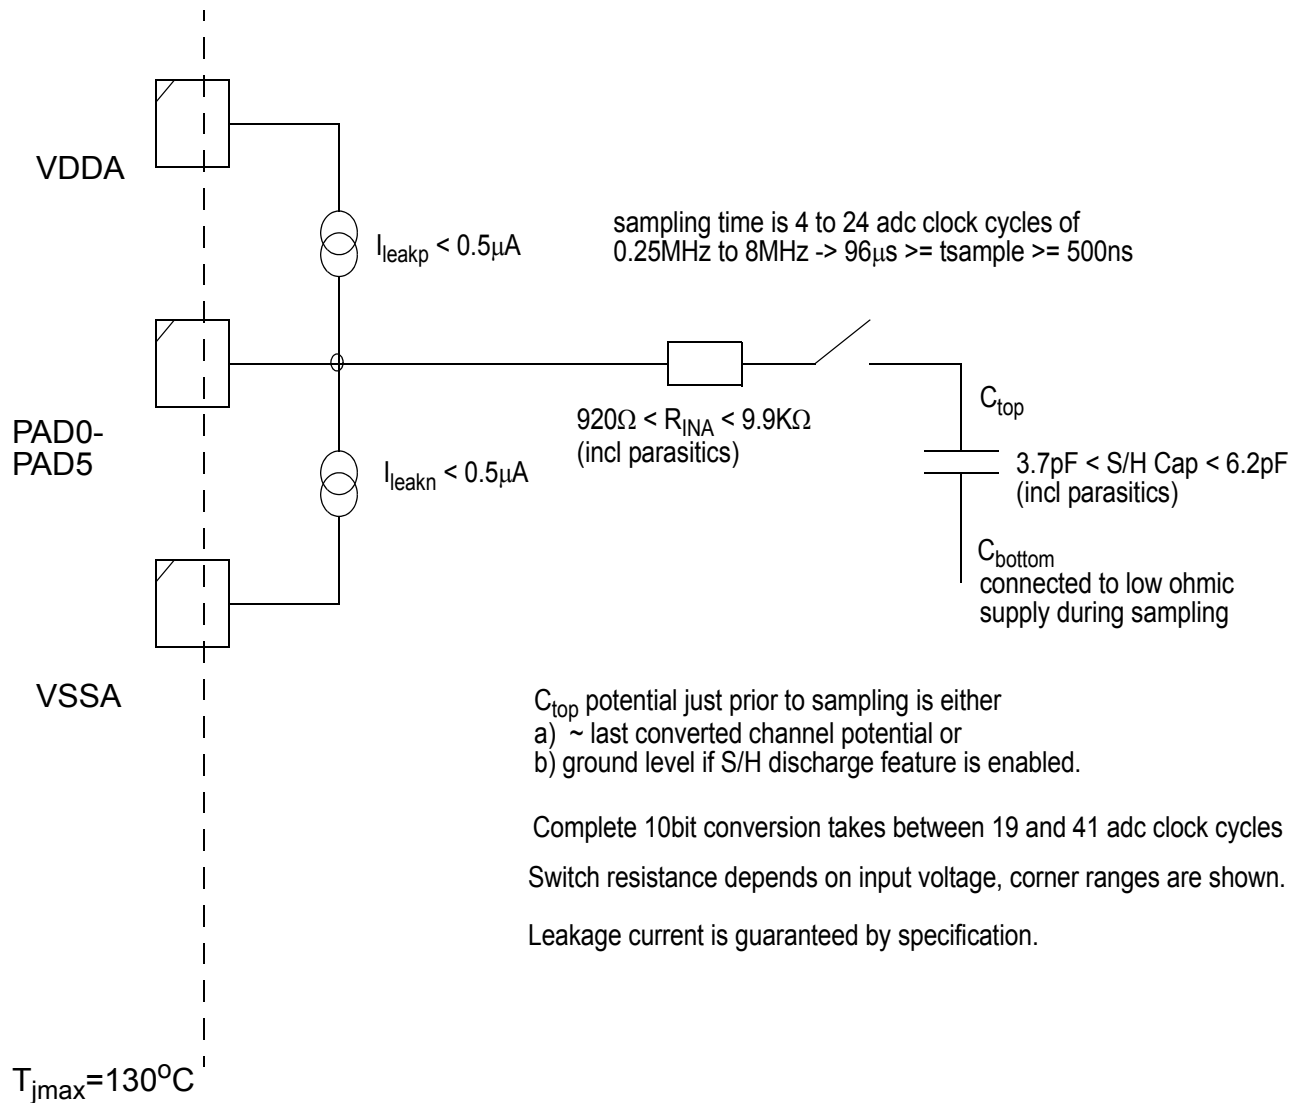 VDDA
I_leakp < 0.5μA
sampling time is 4 to 24 adc clock cycles of
0.25MHz to 8MHz -> 96μs >= tsample >= 500ns
PAD0-
PAD5
920Ω < R_INA < 9.9KΩ
(incl parasitics)
C_top
3.7pF < S/H Cap < 6.2pF
(incl parasitics)
I_leakn < 0.5μA
C_bottom
connected to low ohmic
supply during sampling
VSSA
C_top potential just prior to sampling is either
a) ~ last converted channel potential or
b) ground level if S/H discharge feature is enabled.
Complete 10bit conversion takes between 19 and 41 adc clock cycles
Switch resistance depends on input voltage, corner ranges are shown.
Leakage current is guaranteed by specification.
T_jmax=130°C